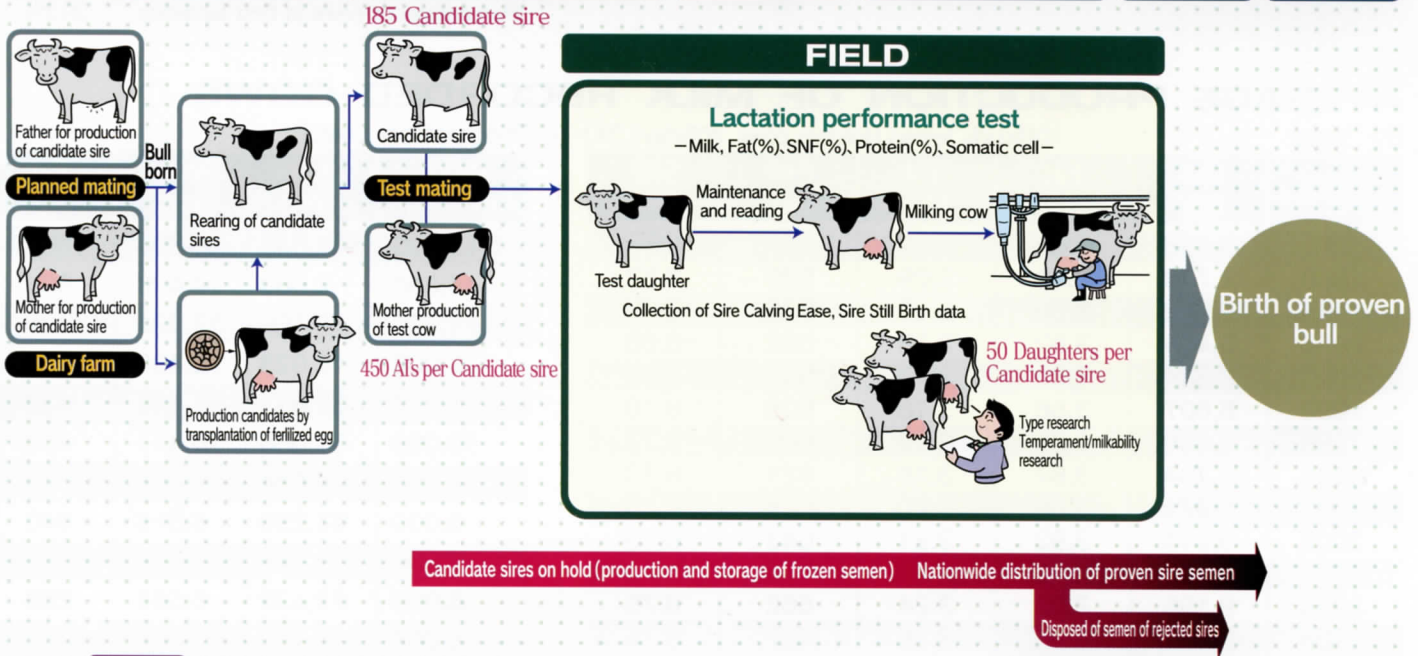 185 Candidate sire
Father for production
of candidate sire
Planned mating
Mother for production
of candidate sire
Dairy farm
Bull
born
Rearing of candidate
sires
Production candidates by
transplantation of ferlilized egg
Candidate sire
Test mating
Mother production
of test cow
450 AI's per Candidate sire
FIELD
Lactation performance test
—Milk, Fat(%)、SNF(%)、Protein(%)、Somatic cell—
Test daughter
Maintenance
and reading
Milking cow
Collection of Sire Calving Ease, Sire Still Birth data
50 Daughters per
Candidate sire
Type research
Temperament/milkability
research
Birth of proven
bull
Candidate sires on hold (production and storage of frozen semen)
Nationwide distribution of proven sire semen
Disposed of semen of rejected sires